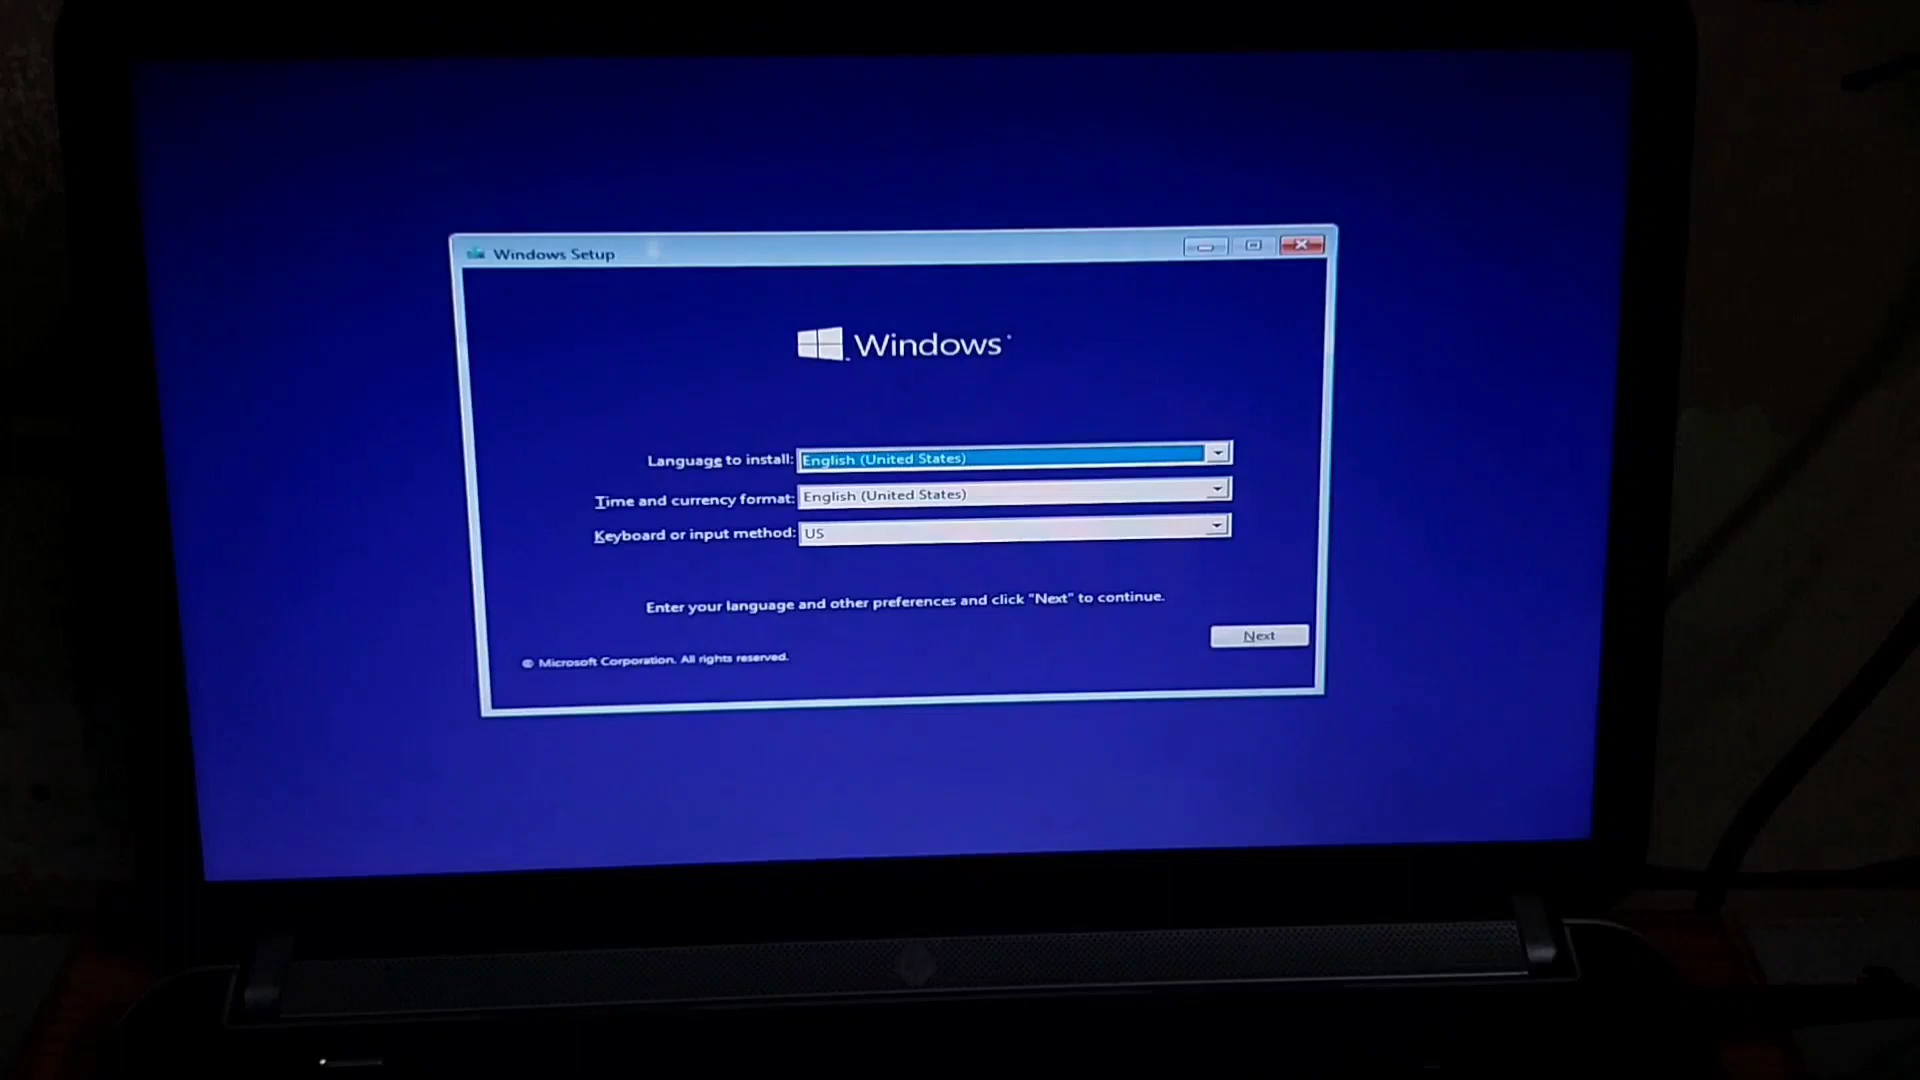 Windows Setup
Windows
Language to install: English (United States)
Time and currency format: English (United States)
Keyboard or input method: US
Enter your language and other preferences and click "Next" to continue.
Next
© Microsoft Corporation. All rights reserved.